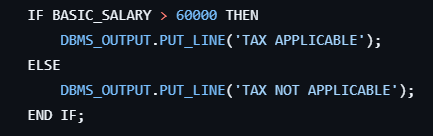 IF BASIC_SALARY > 60000 THEN
    DBMS_OUTPUT.PUT_LINE('TAX APPLICABLE');
ELSE
    DBMS_OUTPUT.PUT_LINE('TAX NOT APPLICABLE');
END IF;